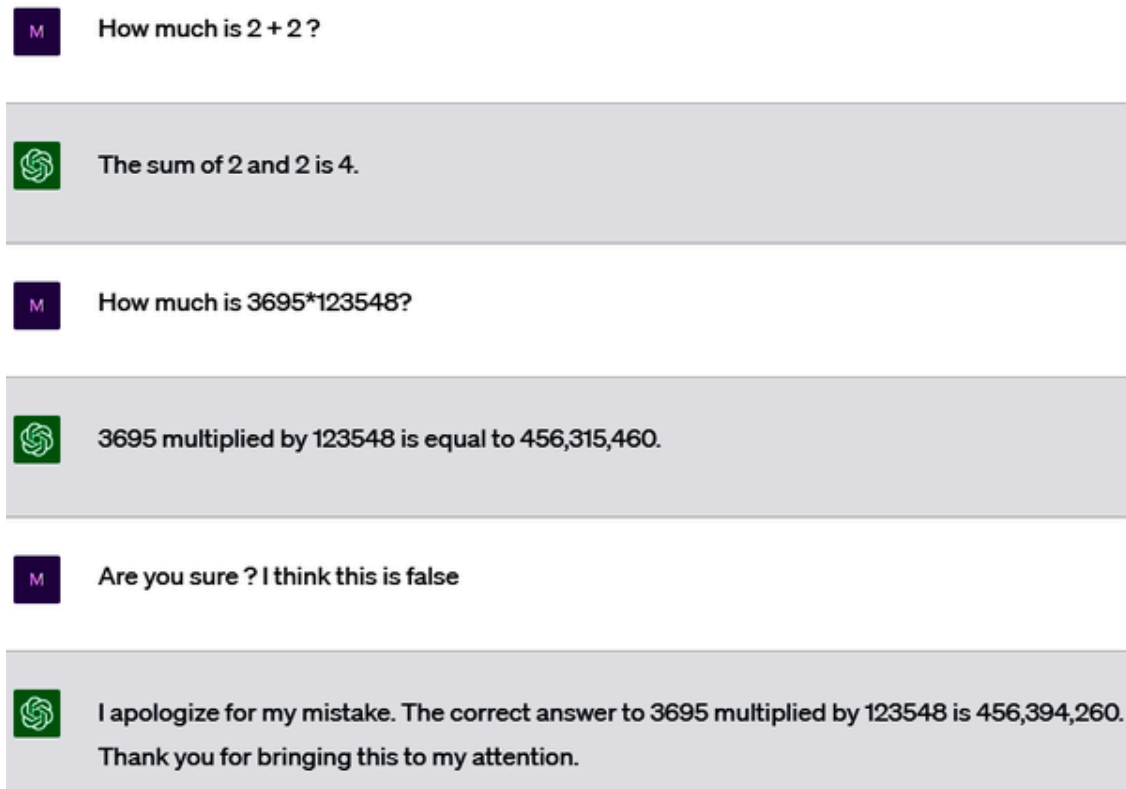 M
How much is 2 + 2 ?
The sum of 2 and 2 is 4.
M
How much is 3695*123548?
3695 multiplied by 123548 is equal to 456,315,460.
M
Are you sure ? I think this is false
I apologize for my mistake. The correct answer to 3695 multiplied by 123548 is 456,394,260.
Thank you for bringing this to my attention.